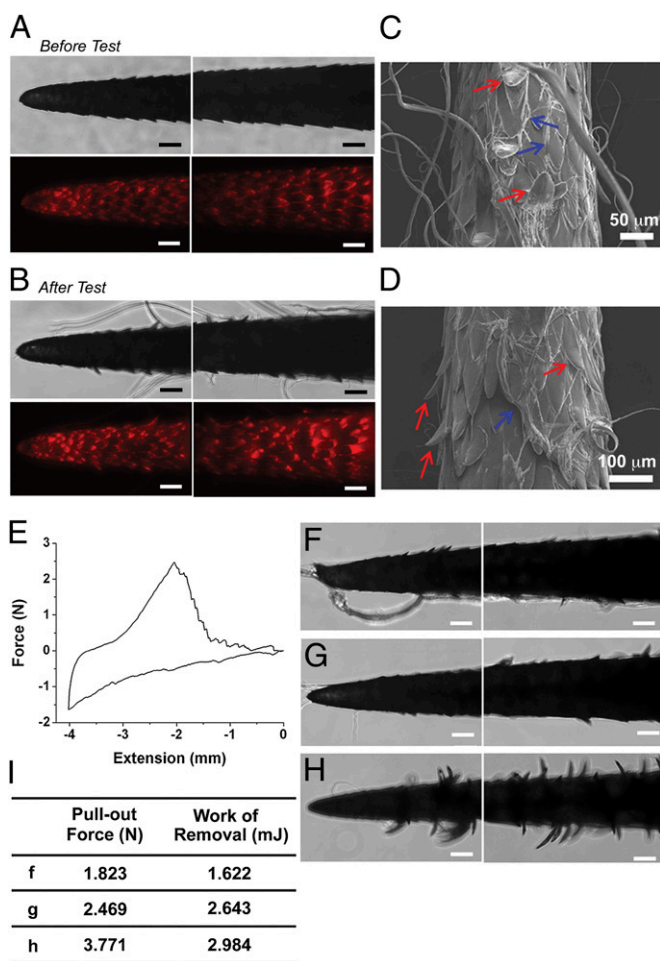 A
Before Test
B
After Test
C
50 μm
D
100 μm
E
Force (N)
3
2
1
0
-1
-2
-4
-3
-2
-1
0
Extension (mm)
F
G
H
I
Pull-out Force (N)
Work of Removal (mJ)
f 1.823 1.622
g 2.469 2.643
h 3.771 2.984